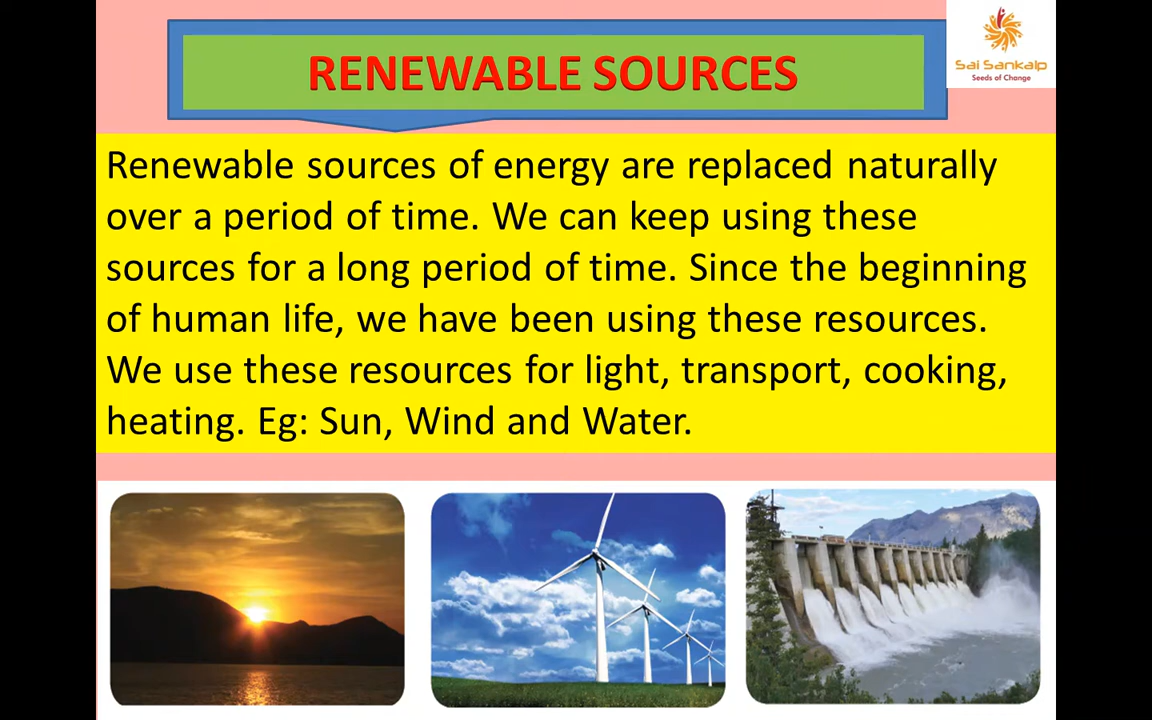 RENEWABLE SOURCES
Sai Sankalp
Seeds of Change
Renewable sources of energy are replaced naturally
over a period of time. We can keep using these
sources for a long period of time. Since the beginning
of human life, we have been using these resources.
We use these resources for light, transport, cooking,
heating. Eg: Sun, Wind and Water.